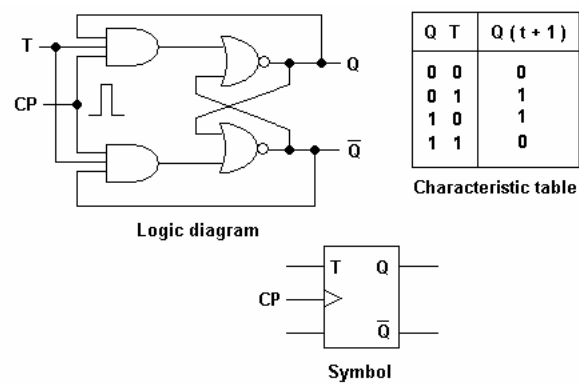 T
CP
Q
Q̅
Logic diagram
Q T Q ( t + 1 )
0 0 0
0 1 1
1 0 1
1 1 0
Characteristic table
T Q
CP
Q̅
Symbol